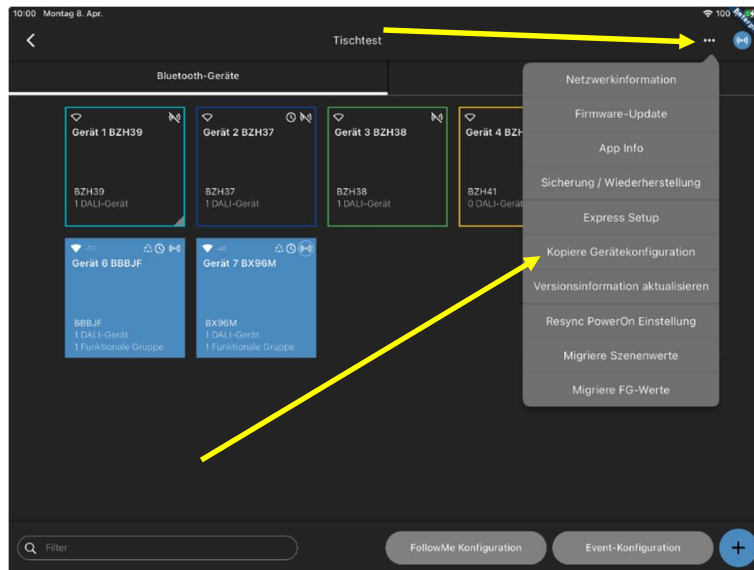 10:00 Montag 8. Apr.
100
Tischtest
Bluetooth-Geräte
Netzwerkinformation
Firmware-Update
App Info
Sicherung / Wiederherstellung
Express Setup
Kopiere Gerätekonfiguration
Versionsinformation aktualisieren
Resync PowerOn Einstellung
Migriere Szenenwerte
Migriere FG-Werte
Gerät 1 BZH39
BZH39
1 DALI-Gerät
Gerät 2 BZH37
BZH37
1 DALI-Gerät
Gerät 3 BZH38
BZH38
1 DALI-Gerät
Gerät 4 BZH
BZH41
0 DALI-Gerät
Gerät 6 BBBJF
BBBJF
1 DALI-Gerät
1 Funktionale Gruppe
Gerät 7 BX96M
BX96M
1 DALI-Gerät
1 Funktionale Gruppe
Filter
FollowMe Konfiguration
Event-Konfiguration